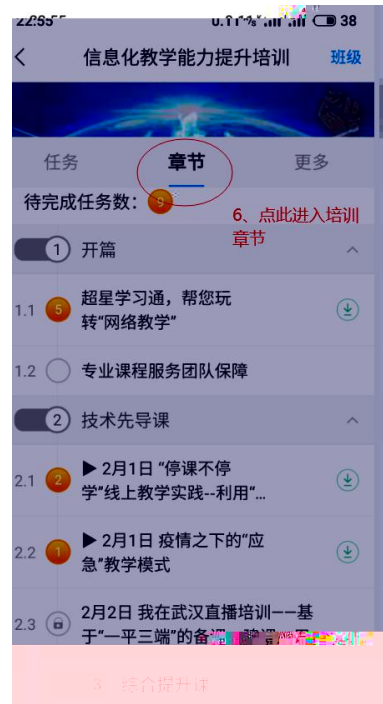 38
信息化教学能力提升培训 班级
任务 章节 更多
待完成任务数： 9
6、点此进入培训
章节
1 开篇
1.1 5 超星学习通，帮您玩
转“网络教学”
1.2 专业课程服务团队保障
2 技术先导课
2.1 2 ▶ 2月1日 “停课不停
学”线上教学实践--利用“...
2.2 1 ▶ 2月1日 疫情之下的“应
急”教学模式
2.3 2月2日 我在武汉直播培训——基
于“一平三端”的备课
3 综合提升课